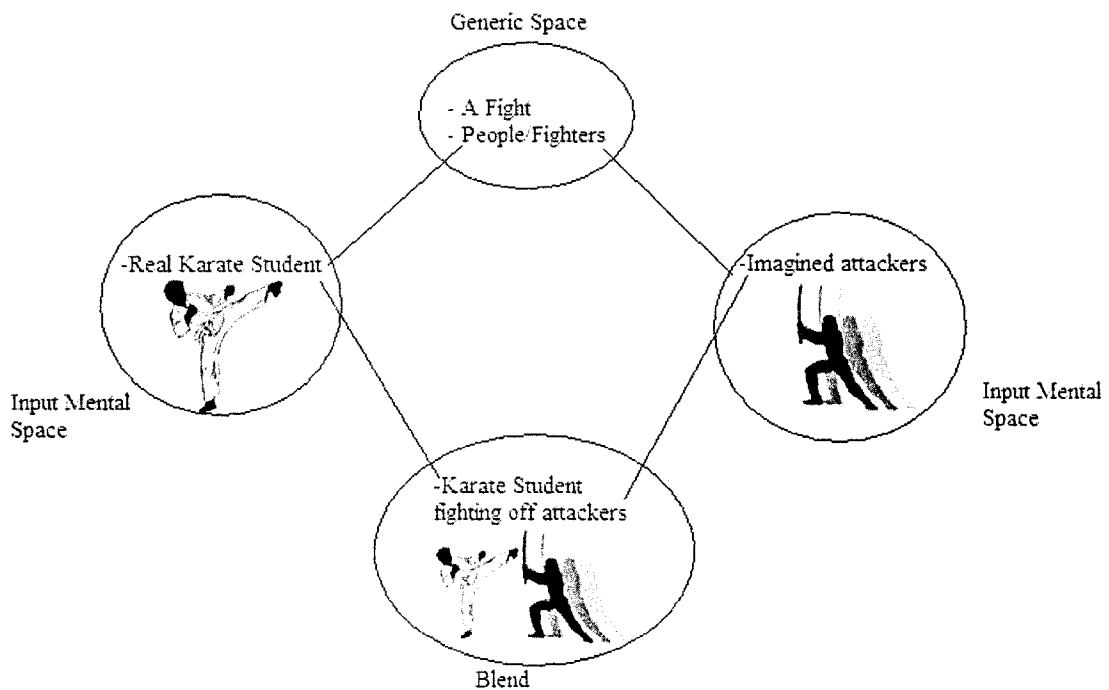 Generic Space
- A Fight
- People/Fighters
-Real Karate Student
-Imagined attackers
Input Mental
Space
Input Mental
Space
-Karate Student
fighting off attackers
Blend